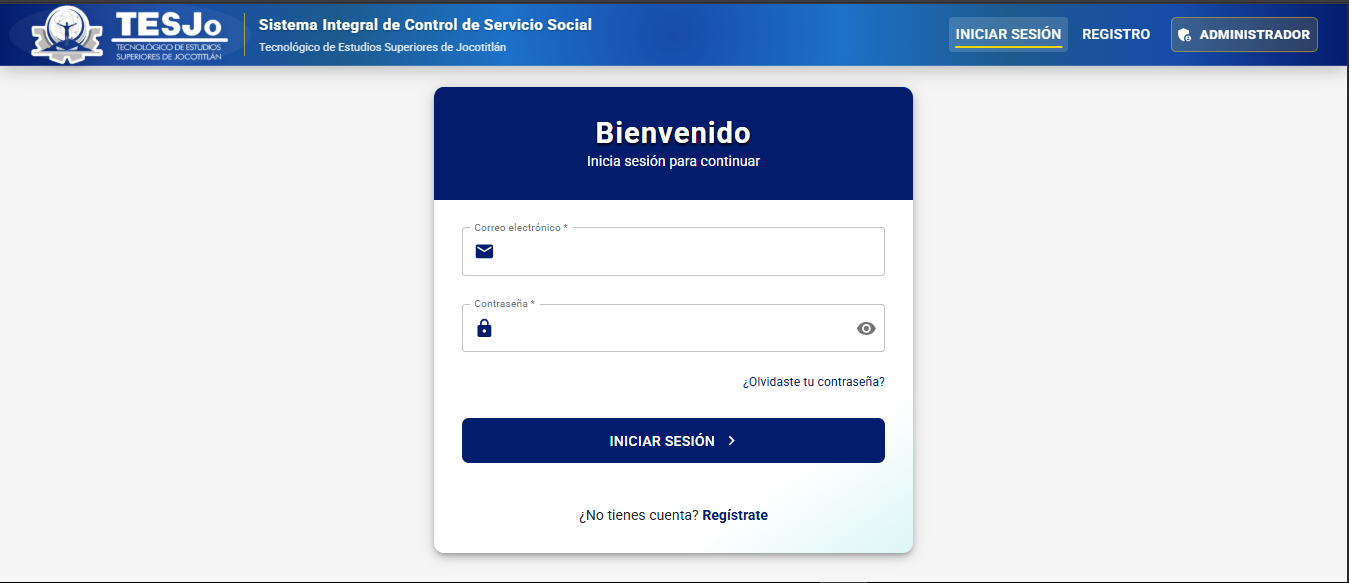 TESJo
TECNOLÓGICO DE ESTUDIOS
SUPERIORES DE JOCOTITLÁN
Sistema Integral de Control de Servicio Social
Tecnológico de Estudios Superiores de Jocotitlán
INICIAR SESIÓN
REGISTRO
ADMINISTRADOR
Bienvenido
Inicia sesión para continuar
Correo electrónico *
Contraseña *
¿Olvidaste tu contraseña?
INICIAR SESIÓN
¿No tienes cuenta? Regístrate